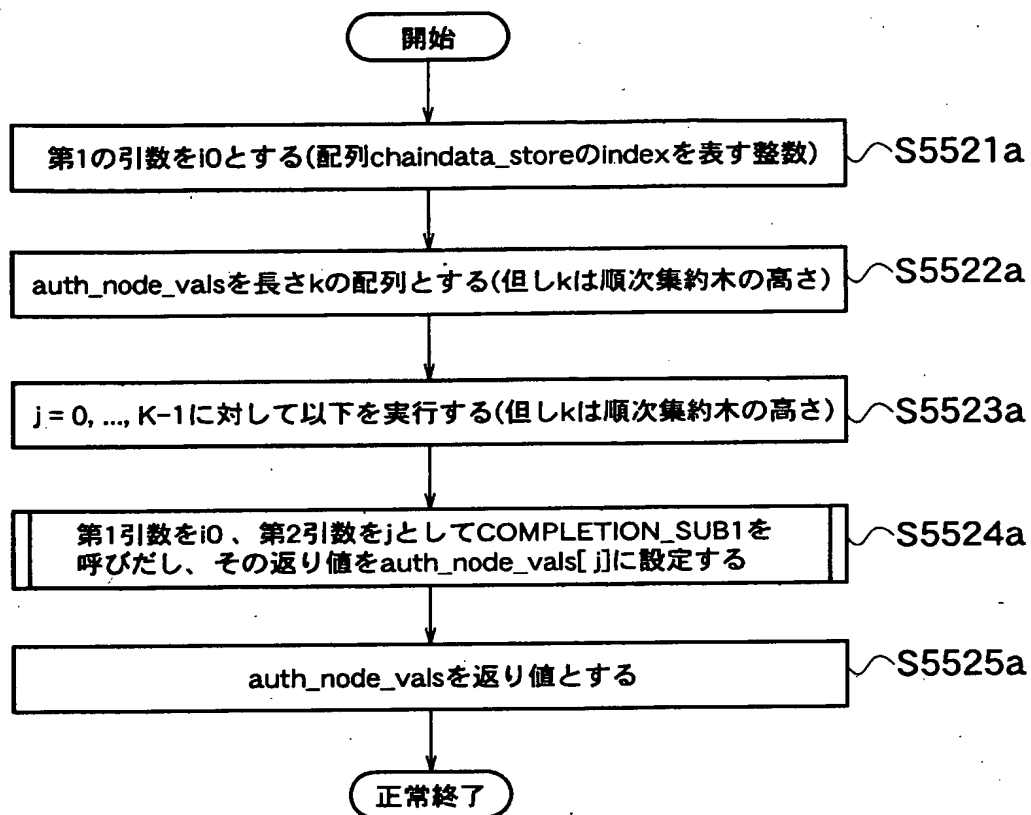 開始
第1の引数をi0とする(配列chaindata_storeのindexを表す整数)
S5521a
auth_node_valsを長さkの配列とする(但しkは順次集約木の高さ)
S5522a
j = 0, ..., K-1に対して以下を実行する(但しkは順次集約木の高さ)
S5523a
第1引数をi0 、第2引数をjとしてCOMPLETION_SUB1を
呼びだし、その返り値をauth_node_vals[ j]に設定する
S5524a
auth_node_valsを返り値とする
S5525a
正常終了